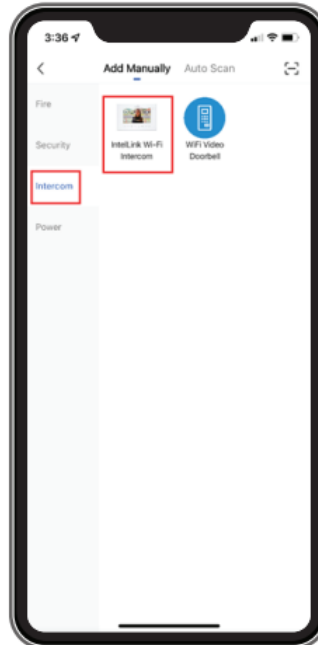 3:36
Add Manually Auto Scan
Fire
Security
Intercom
Power
IntelLink Wi-Fi
Intercom
WiFi Video
Doorbell